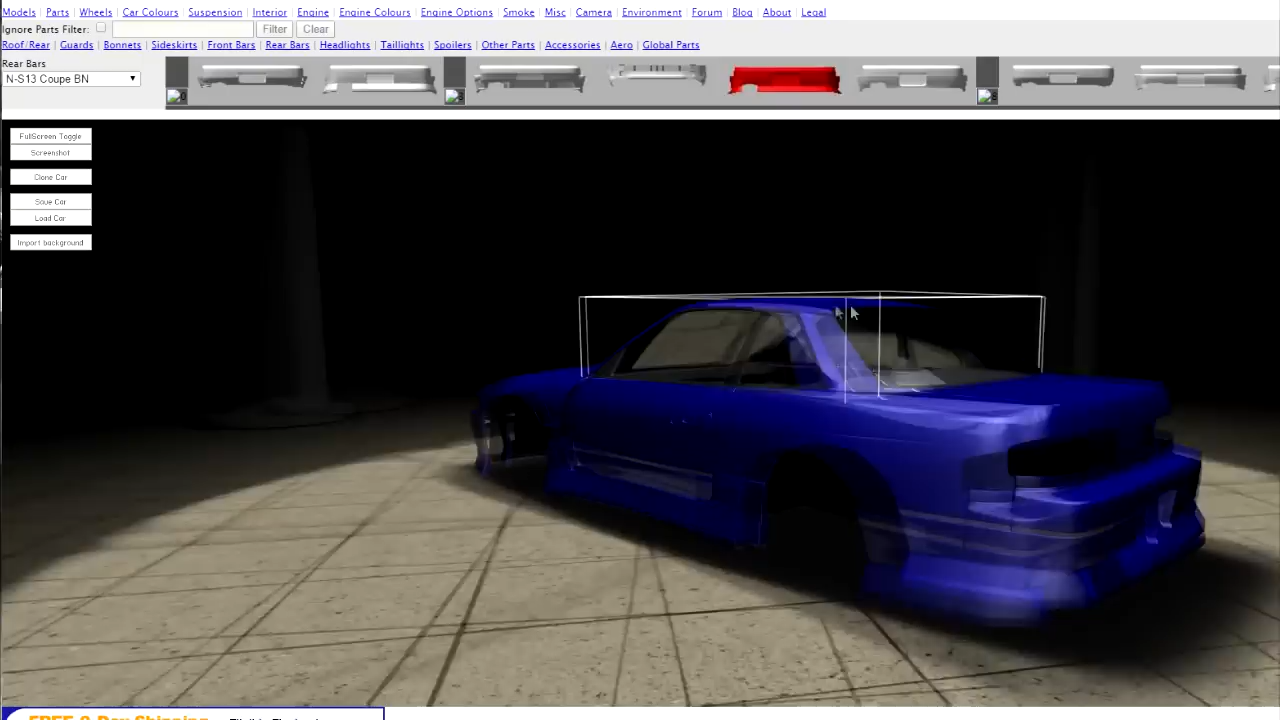 Models | Parts | Wheels | Car Colours | Suspension | Interior | Engine | Engine Colours | Engine Options | Smoke | Misc | Camera | Environment | Forum | Blog | About | Legal
Ignore Parts Filter: Filter Clear
Roof/Rear | Guards | Bonnets | Sideskirts | Front Bars | Rear Bars | Headlights | Taillights | Spoilers | Other Parts | Accessories | Aero | Global Parts
Rear Bars
N-S13 Coupe BN
FullScreen Toggle
Screenshot
Clone Car
Save Car
Load Car
Import background